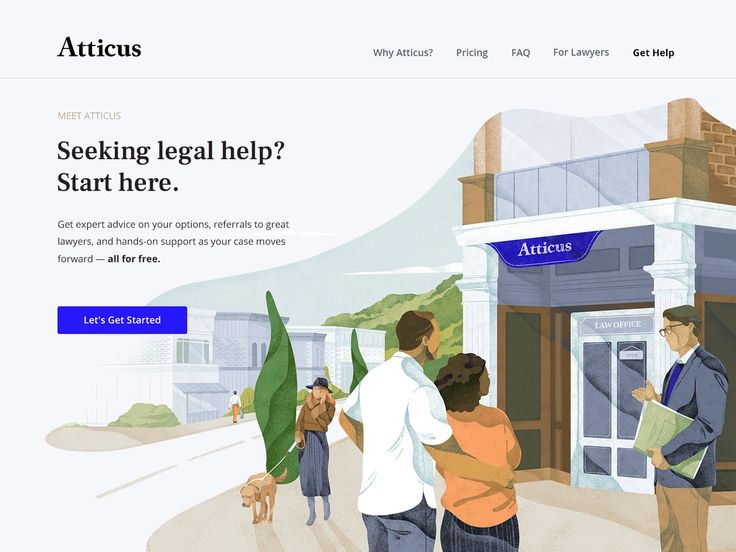 Atticus
Why Atticus? Pricing FAQ For Lawyers Get Help
MEET ATTICUS
Seeking legal help?
Start here.
Get expert advice on your options, referrals to great
lawyers, and hands-on support as your case moves
forward — all for free.
Let's Get Started
Atticus
LAW OFFICE
OPEN